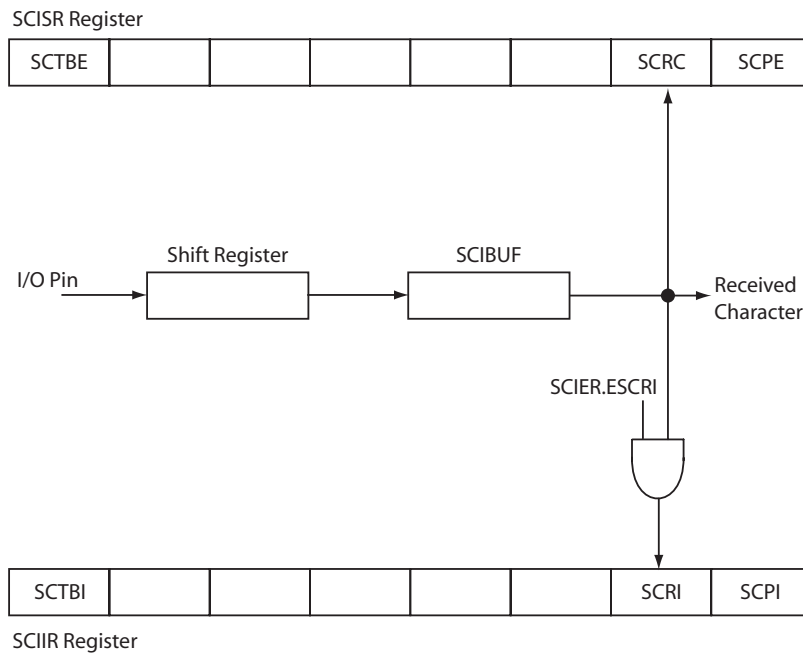 SCISR Register
SCTBE
SCRC
SCPE
Shift Register
SCIBUF
I/O Pin
Received
Character
SCIER.ESCRI
SCTBI
SCRI
SCPI
SCIIR Register